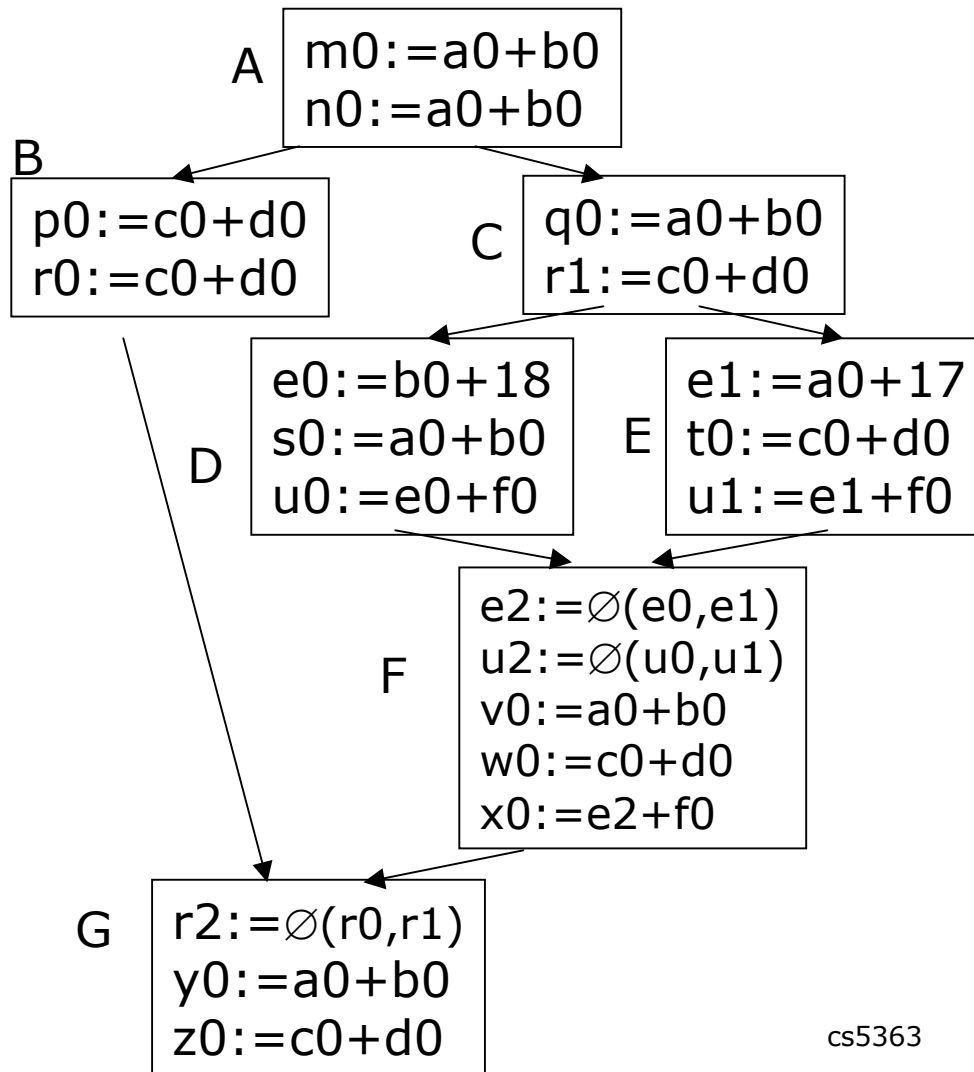 A
m0:=a0+b0
n0:=a0+b0
B
p0:=c0+d0
r0:=c0+d0
C
q0:=a0+b0
r1:=c0+d0
D
e0:=b0+18
s0:=a0+b0
u0:=e0+f0
E
e1:=a0+17
t0:=c0+d0
u1:=e1+f0
F
e2:=∅(e0,e1)
u2:=∅(u0,u1)
v0:=a0+b0
w0:=c0+d0
x0:=e2+f0
G
r2:=∅(r0,r1)
y0:=a0+b0
z0:=c0+d0
cs5363